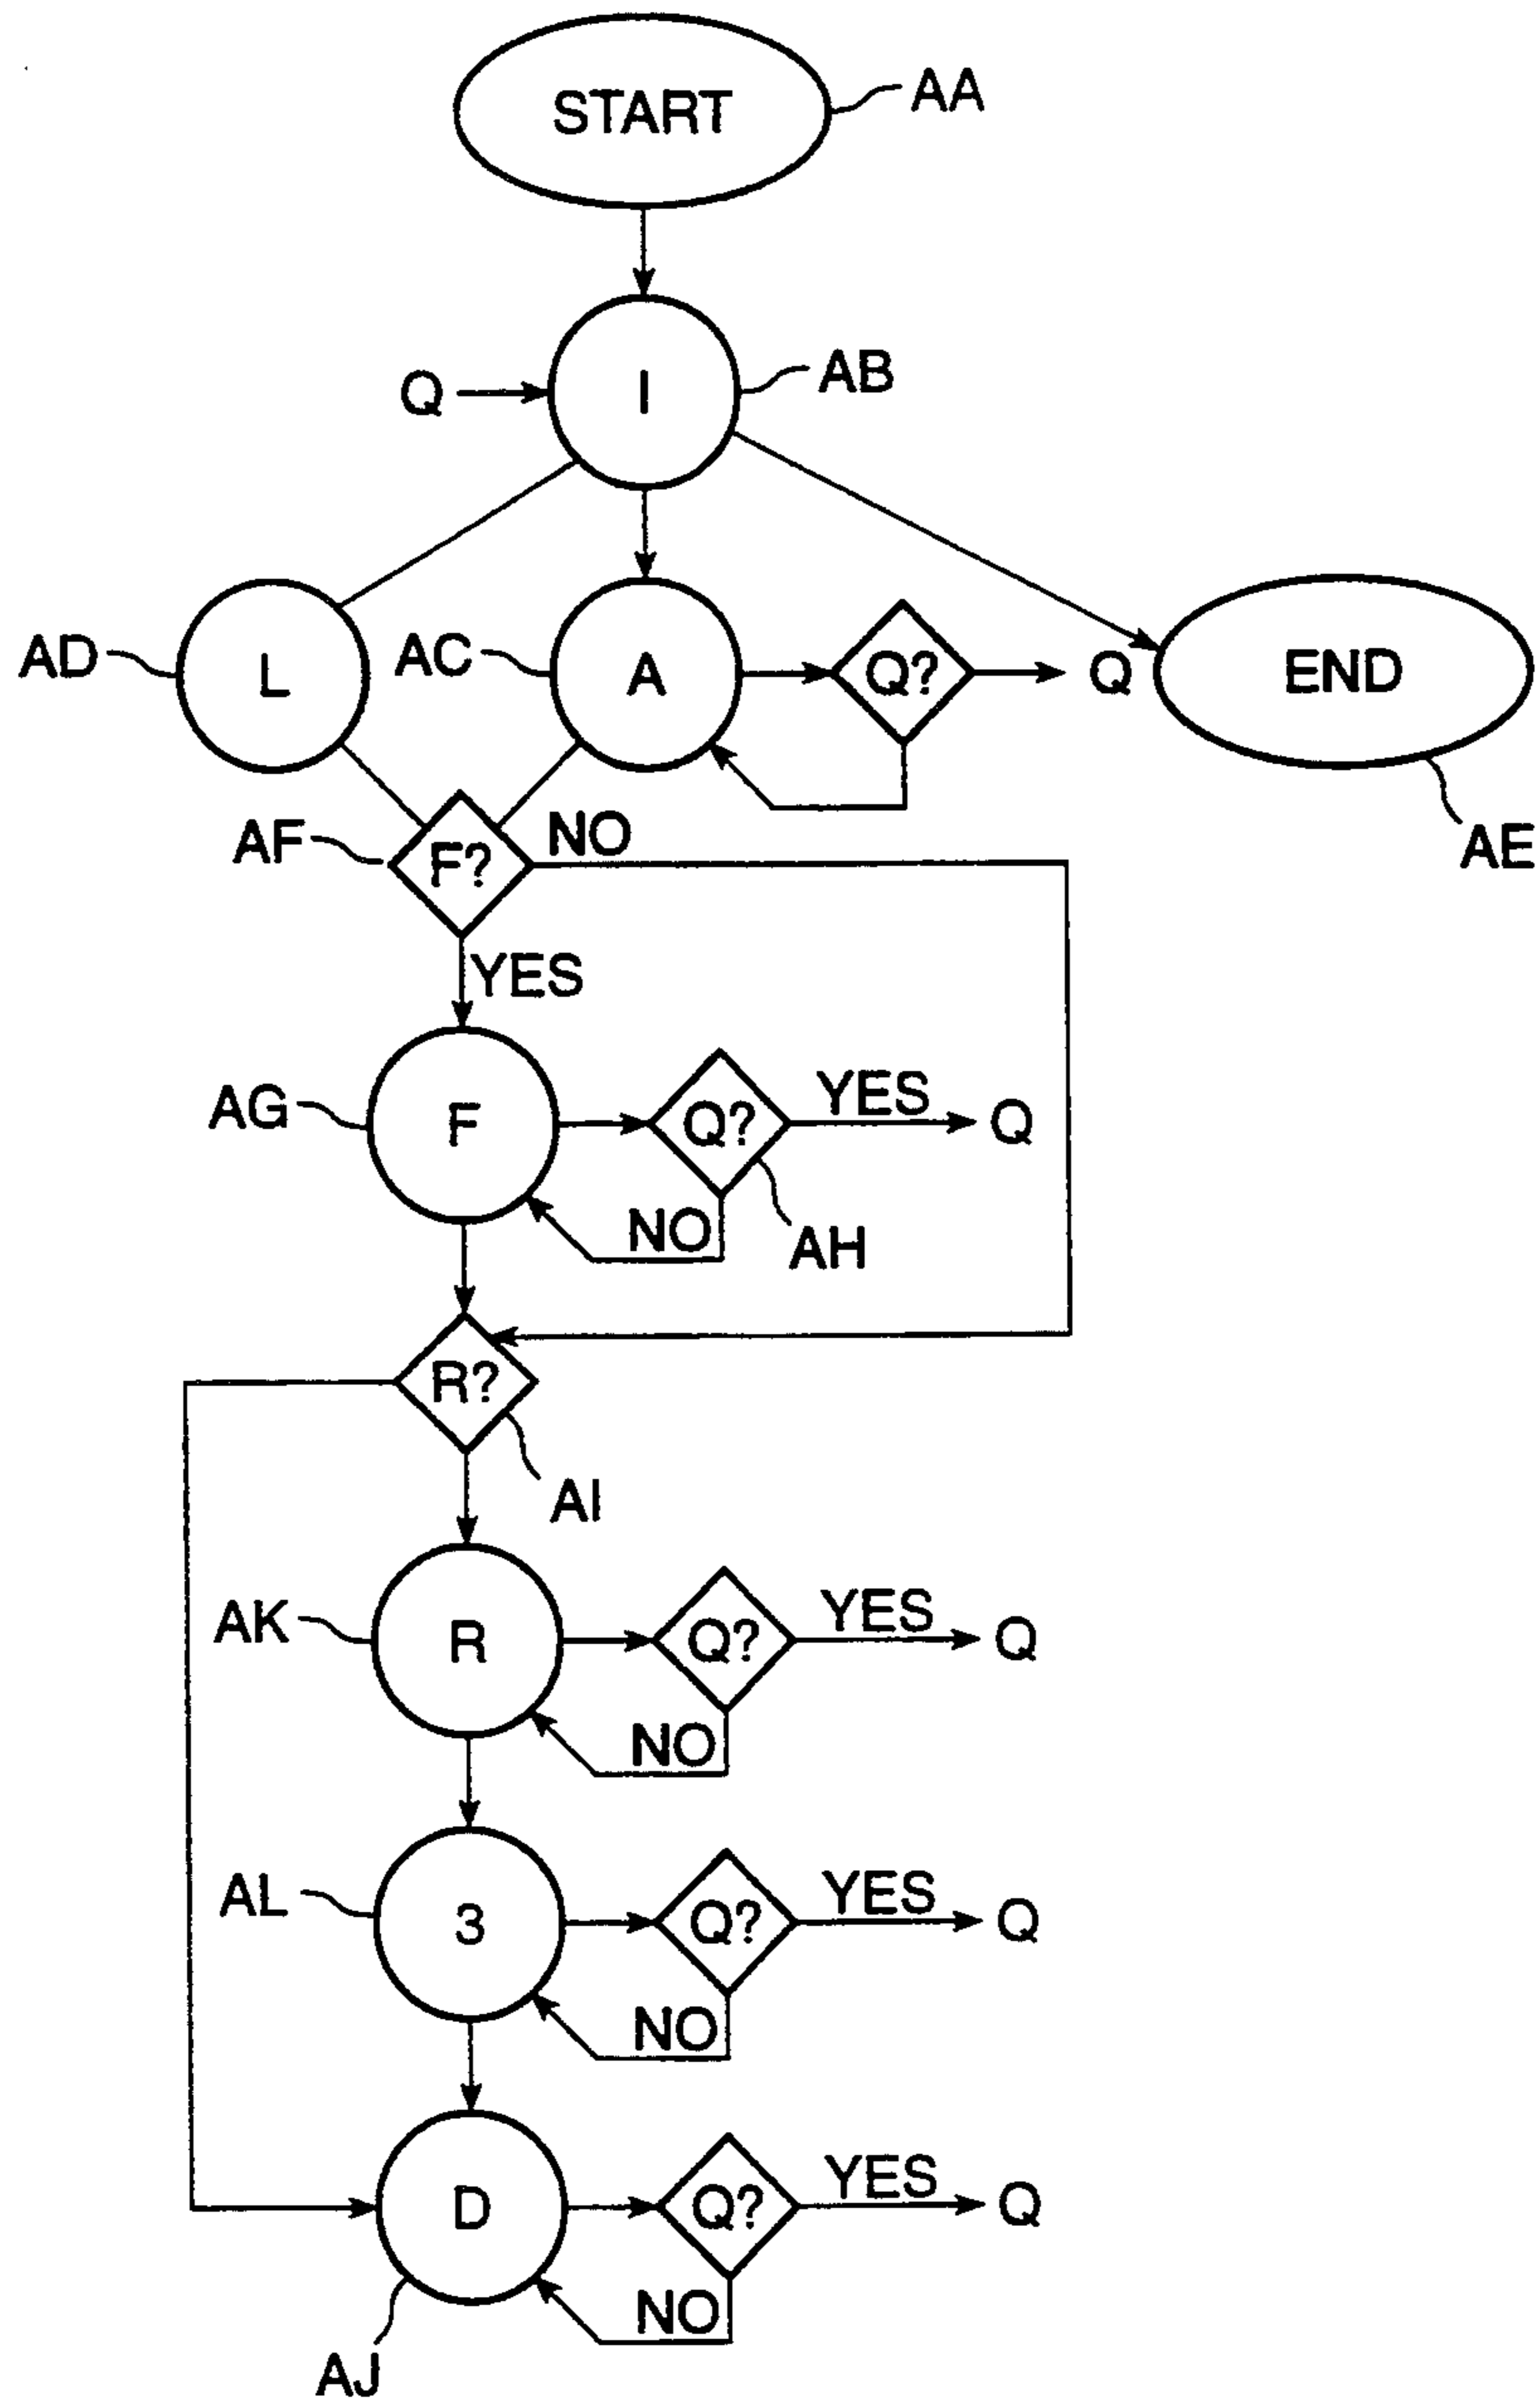 START
AA
Q
I
AB
AD
L
AC
A
Q?
Q
END
AE
AF
F?
NO
YES
AG
F
Q?
YES
Q
NO
AH
R?
AI
AK
R
Q?
YES
Q
NO
AL
3
Q?
YES
Q
NO
D
Q?
YES
Q
NO
AJ